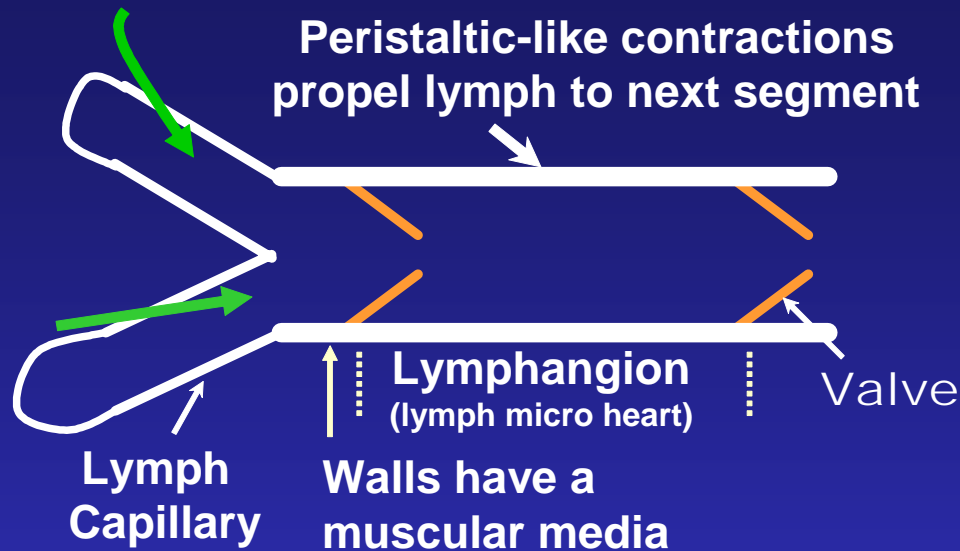 Peristaltic-like contractions
propel lymph to next segment
Lymphangion
(lymph micro heart)
Valve
Lymph
Capillary
Walls have a
muscular media